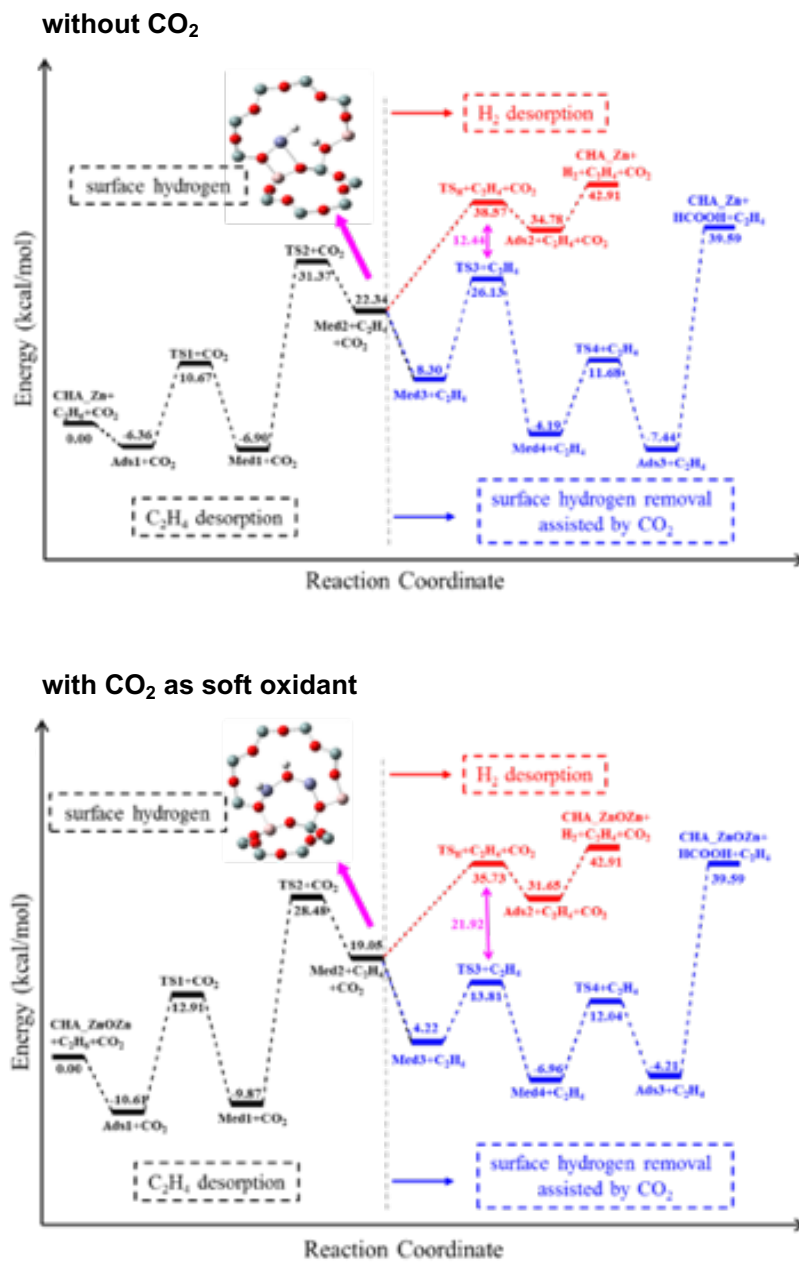 without CO₂
H₂ desorption
surface hydrogen
CHA_Zn+
H₂+C₂H₄+CO₂
42.91
TS_H+C₂H₄+CO₂
38.57
34.78
Ads2+C₂H₄+CO₂
CHA_Zn+
HCOOH+C₂H₄
39.59
12.44
TS3+C₂H₄
26.13
TS2+CO₂
31.37
22.34
Med2+C₂H₄
+CO₂
8.30
Med3+C₂H₄
TS4+C₂H₄
11.68
TS1+CO₂
10.67
CHA_Zn+
C₂H₆+CO₂
0.00
-6.36
Ads1+CO₂
-6.90
Med1+CO₂
-4.19
Med4+C₂H₄
-7.44
Ads3+C₂H₄
C₂H₄ desorption
surface hydrogen removal
assisted by CO₂
Energy (kcal/mol)
Reaction Coordinate
with CO₂ as soft oxidant
H₂ desorption
surface hydrogen
CHA_ZnOZn+
H₂+C₂H₄+CO₂
42.91
TS_H+C₂H₄+CO₂
35.73
31.65
Ads2+C₂H₄+CO₂
CHA_ZnOZn+
HCOOH+C₂H₄
39.59
21.92
TS3+C₂H₄
13.81
TS2+CO₂
28.48
19.05
Med2+C₂H₄
+CO₂
4.22
Med3+C₂H₄
TS4+C₂H₄
12.04
TS1+CO₂
12.91
CHA_ZnOZn
+C₂H₆+CO₂
0.00
-10.61
Ads1+CO₂
-9.87
Med1+CO₂
-6.96
Med4+C₂H₄
-4.21
Ads3+C₂H₄
C₂H₄ desorption
surface hydrogen removal
assisted by CO₂
Energy (kcal/mol)
Reaction Coordinate